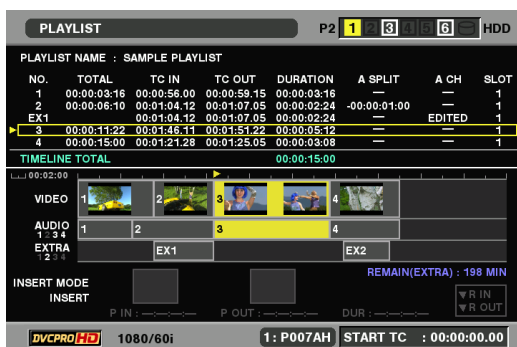 PLAYLIST P2 1 2 3 4 5 6 HDD
PLAYLIST NAME : SAMPLE PLAYLIST
NO. TOTAL TC IN TC OUT DURATION A SPLIT A CH SLOT
1 00:00:03:16 00:00:56.00 00:00:59.15 00:00:03:16 — — 1
2 00:00:06:10 00:01:04.12 00:01:07.05 00:00:02:24 -00:00:01:00 — 1
EX1 00:01:04.12 00:01:07.05 00:00:02:24 — EDITED 1
3 00:00:11:22 00:01:46.11 00:01:51.22 00:00:05:12 — — 1
4 00:00:15:00 00:01:21.28 00:01:25.05 00:00:03:08 — — 1
TIMELINE TOTAL 00:00:15:00
00:02:00
VIDEO 1 2 3 4
AUDIO 1 2 3 4
1 2 3 4
EXTRA EX1 EX2
1 2 3 4
REMAIN(EXTRA) : 198 MIN
INSERT MODE
INSERT
▼R IN
▼R OUT
P IN : —:—:—:— P OUT : —:—:—:— DUR : —:—:—:—
DVCPRO HD 1080/60i 1 : P007AH START TC : 00:00:00.00